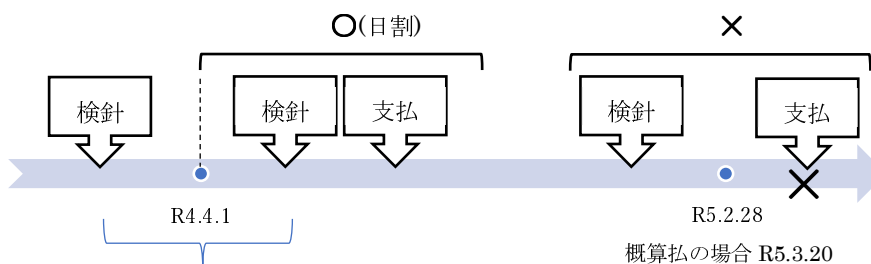 〇(日割)
×
検針
検針
支払
検針
支払
×
R4.4.1
R5.2.28
概算払の場合 R5.3.20